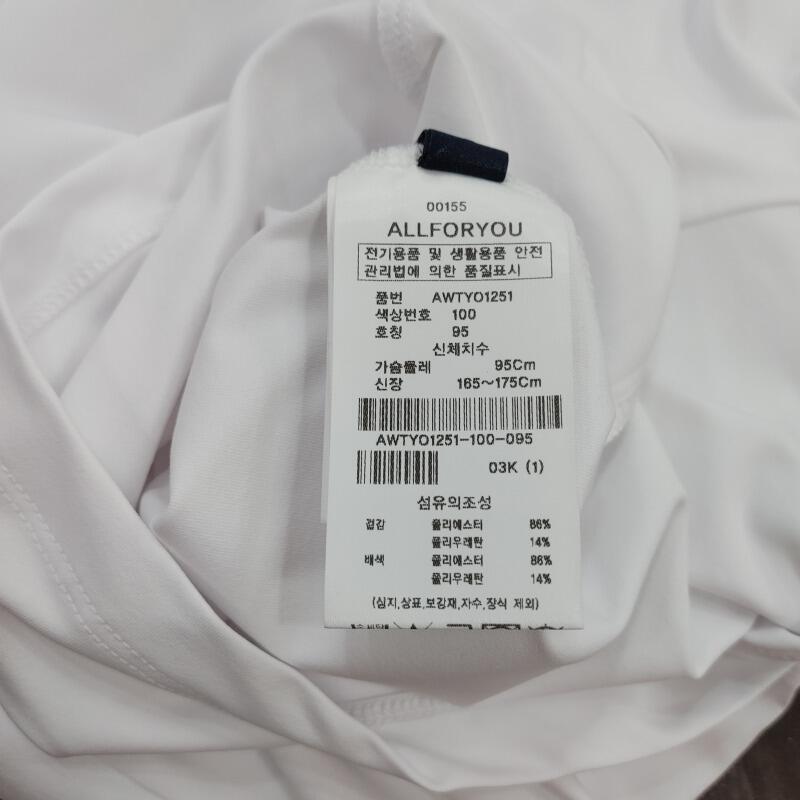 00155
ALLFORYOU
전기용품 및 생활용품 안전
관리법에 의한 품질표시
품번 AWTYO1251
색상번호 100
호칭 95
신체치수
가슴둘레 95Cm
신장 165~175Cm
AWTYO1251-100-095
03K (1)
섬유의조성
겉감 폴리에스터 86%
폴리우레탄 14%
배색 폴리에스터 86%
폴리우레탄 14%
(심지,상표,보강재,자수,장식 제외)